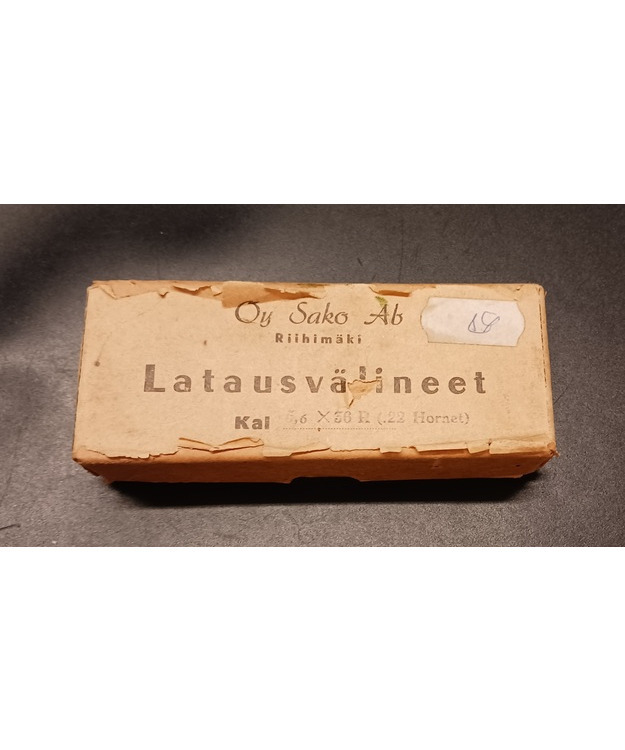 Oy Sako Ab
Riihimäki
Latausvälineet
Kal 5,6 X 36 R (.22 Hornet)